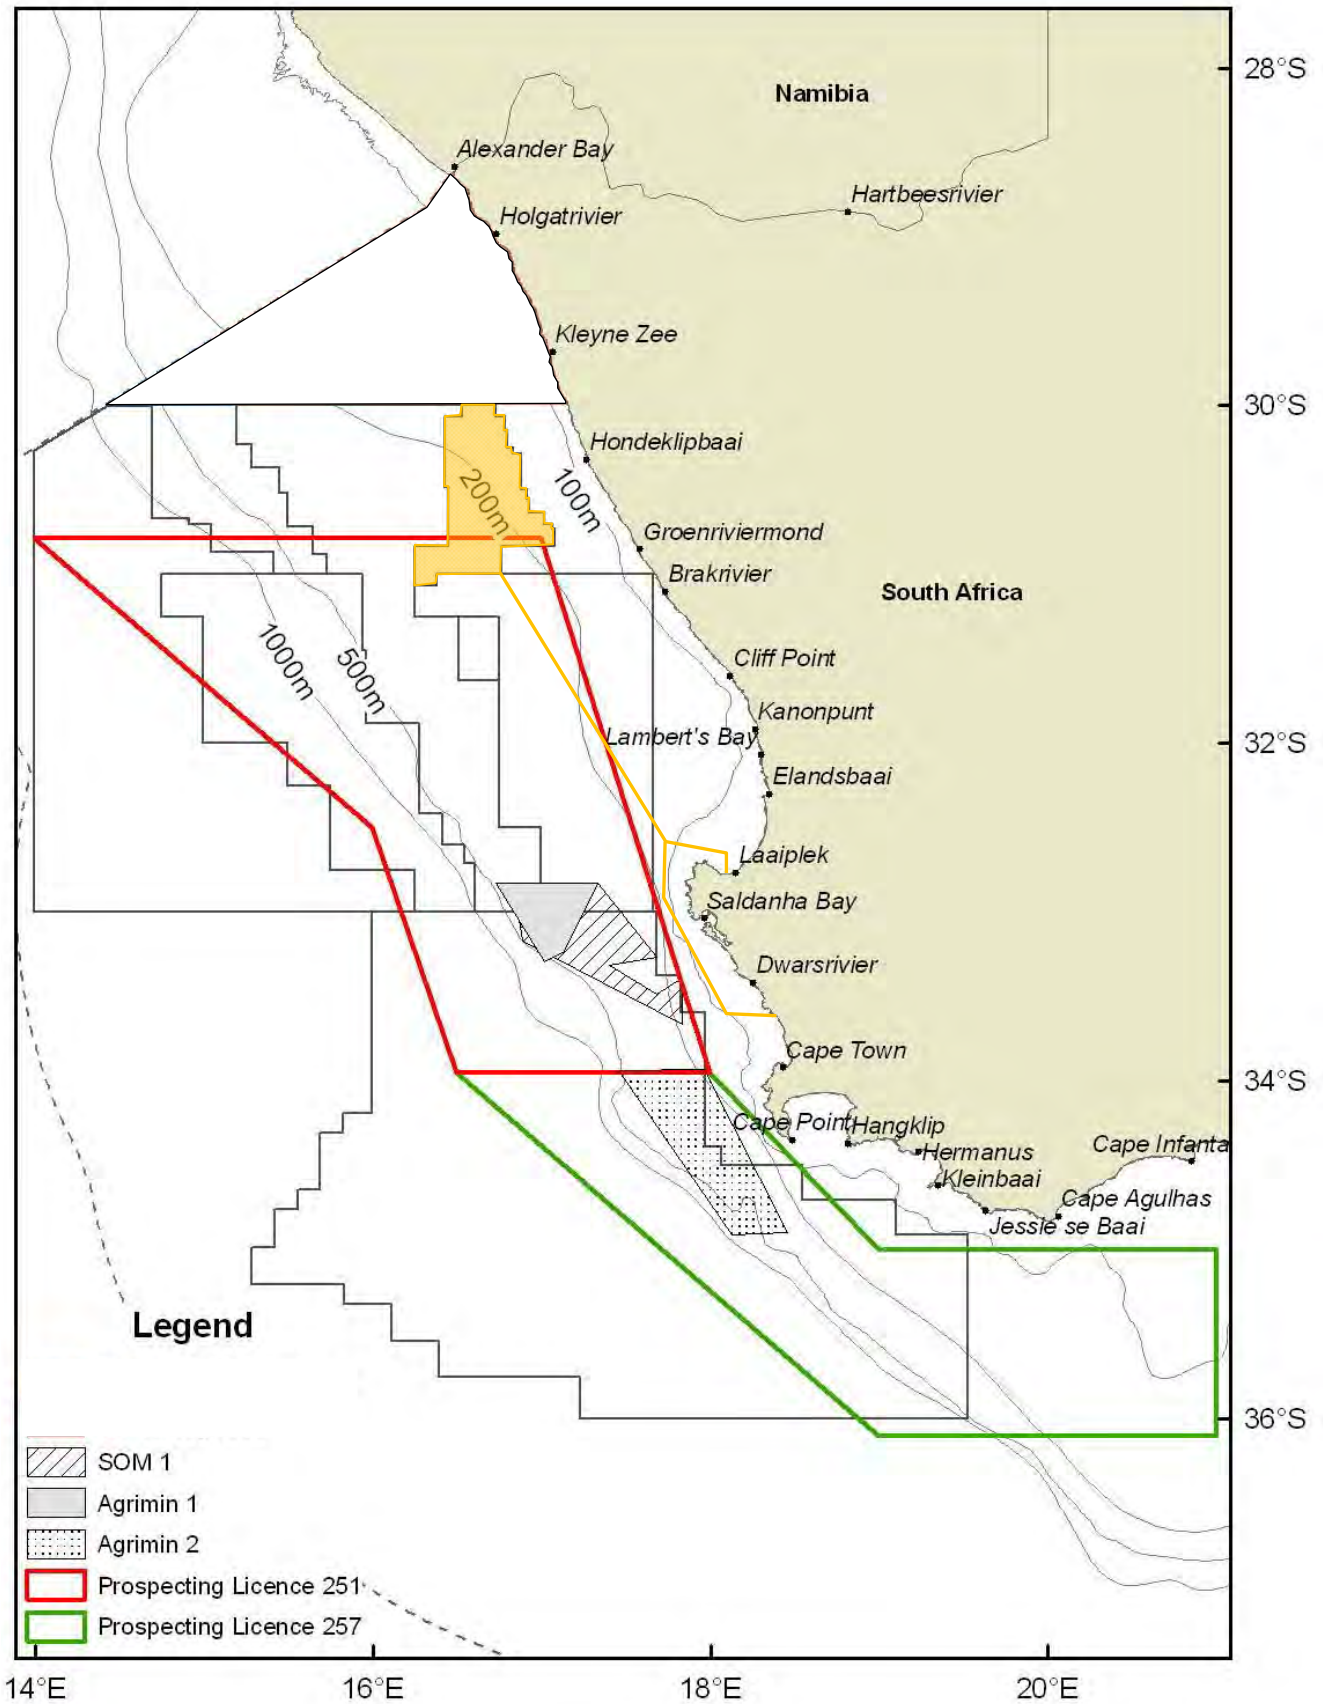 28°S
Namibia
Alexander Bay
Hartbeesrivier
Holgatrivier
Kleyne Zee
30°S
Hondeklipbaai
200m
100m
Groenriviermond
Brakrivier
South Africa
1000m
500m
Cliff Point
Kanonpunt
Lambert's Bay
32°S
Elandsbaai
Laaiplek
Saldanha Bay
Dwarsrivier
Cape Town
34°S
Cape Point
Hangklip
Hermanus
Cape Infanta
Kleinbaai
Cape Agulhas
Jessie se Baai
Legend
36°S
SOM 1
Agrimin 1
Agrimin 2
Prospecting Licence 251
Prospecting Licence 257
14°E
16°E
18°E
20°E